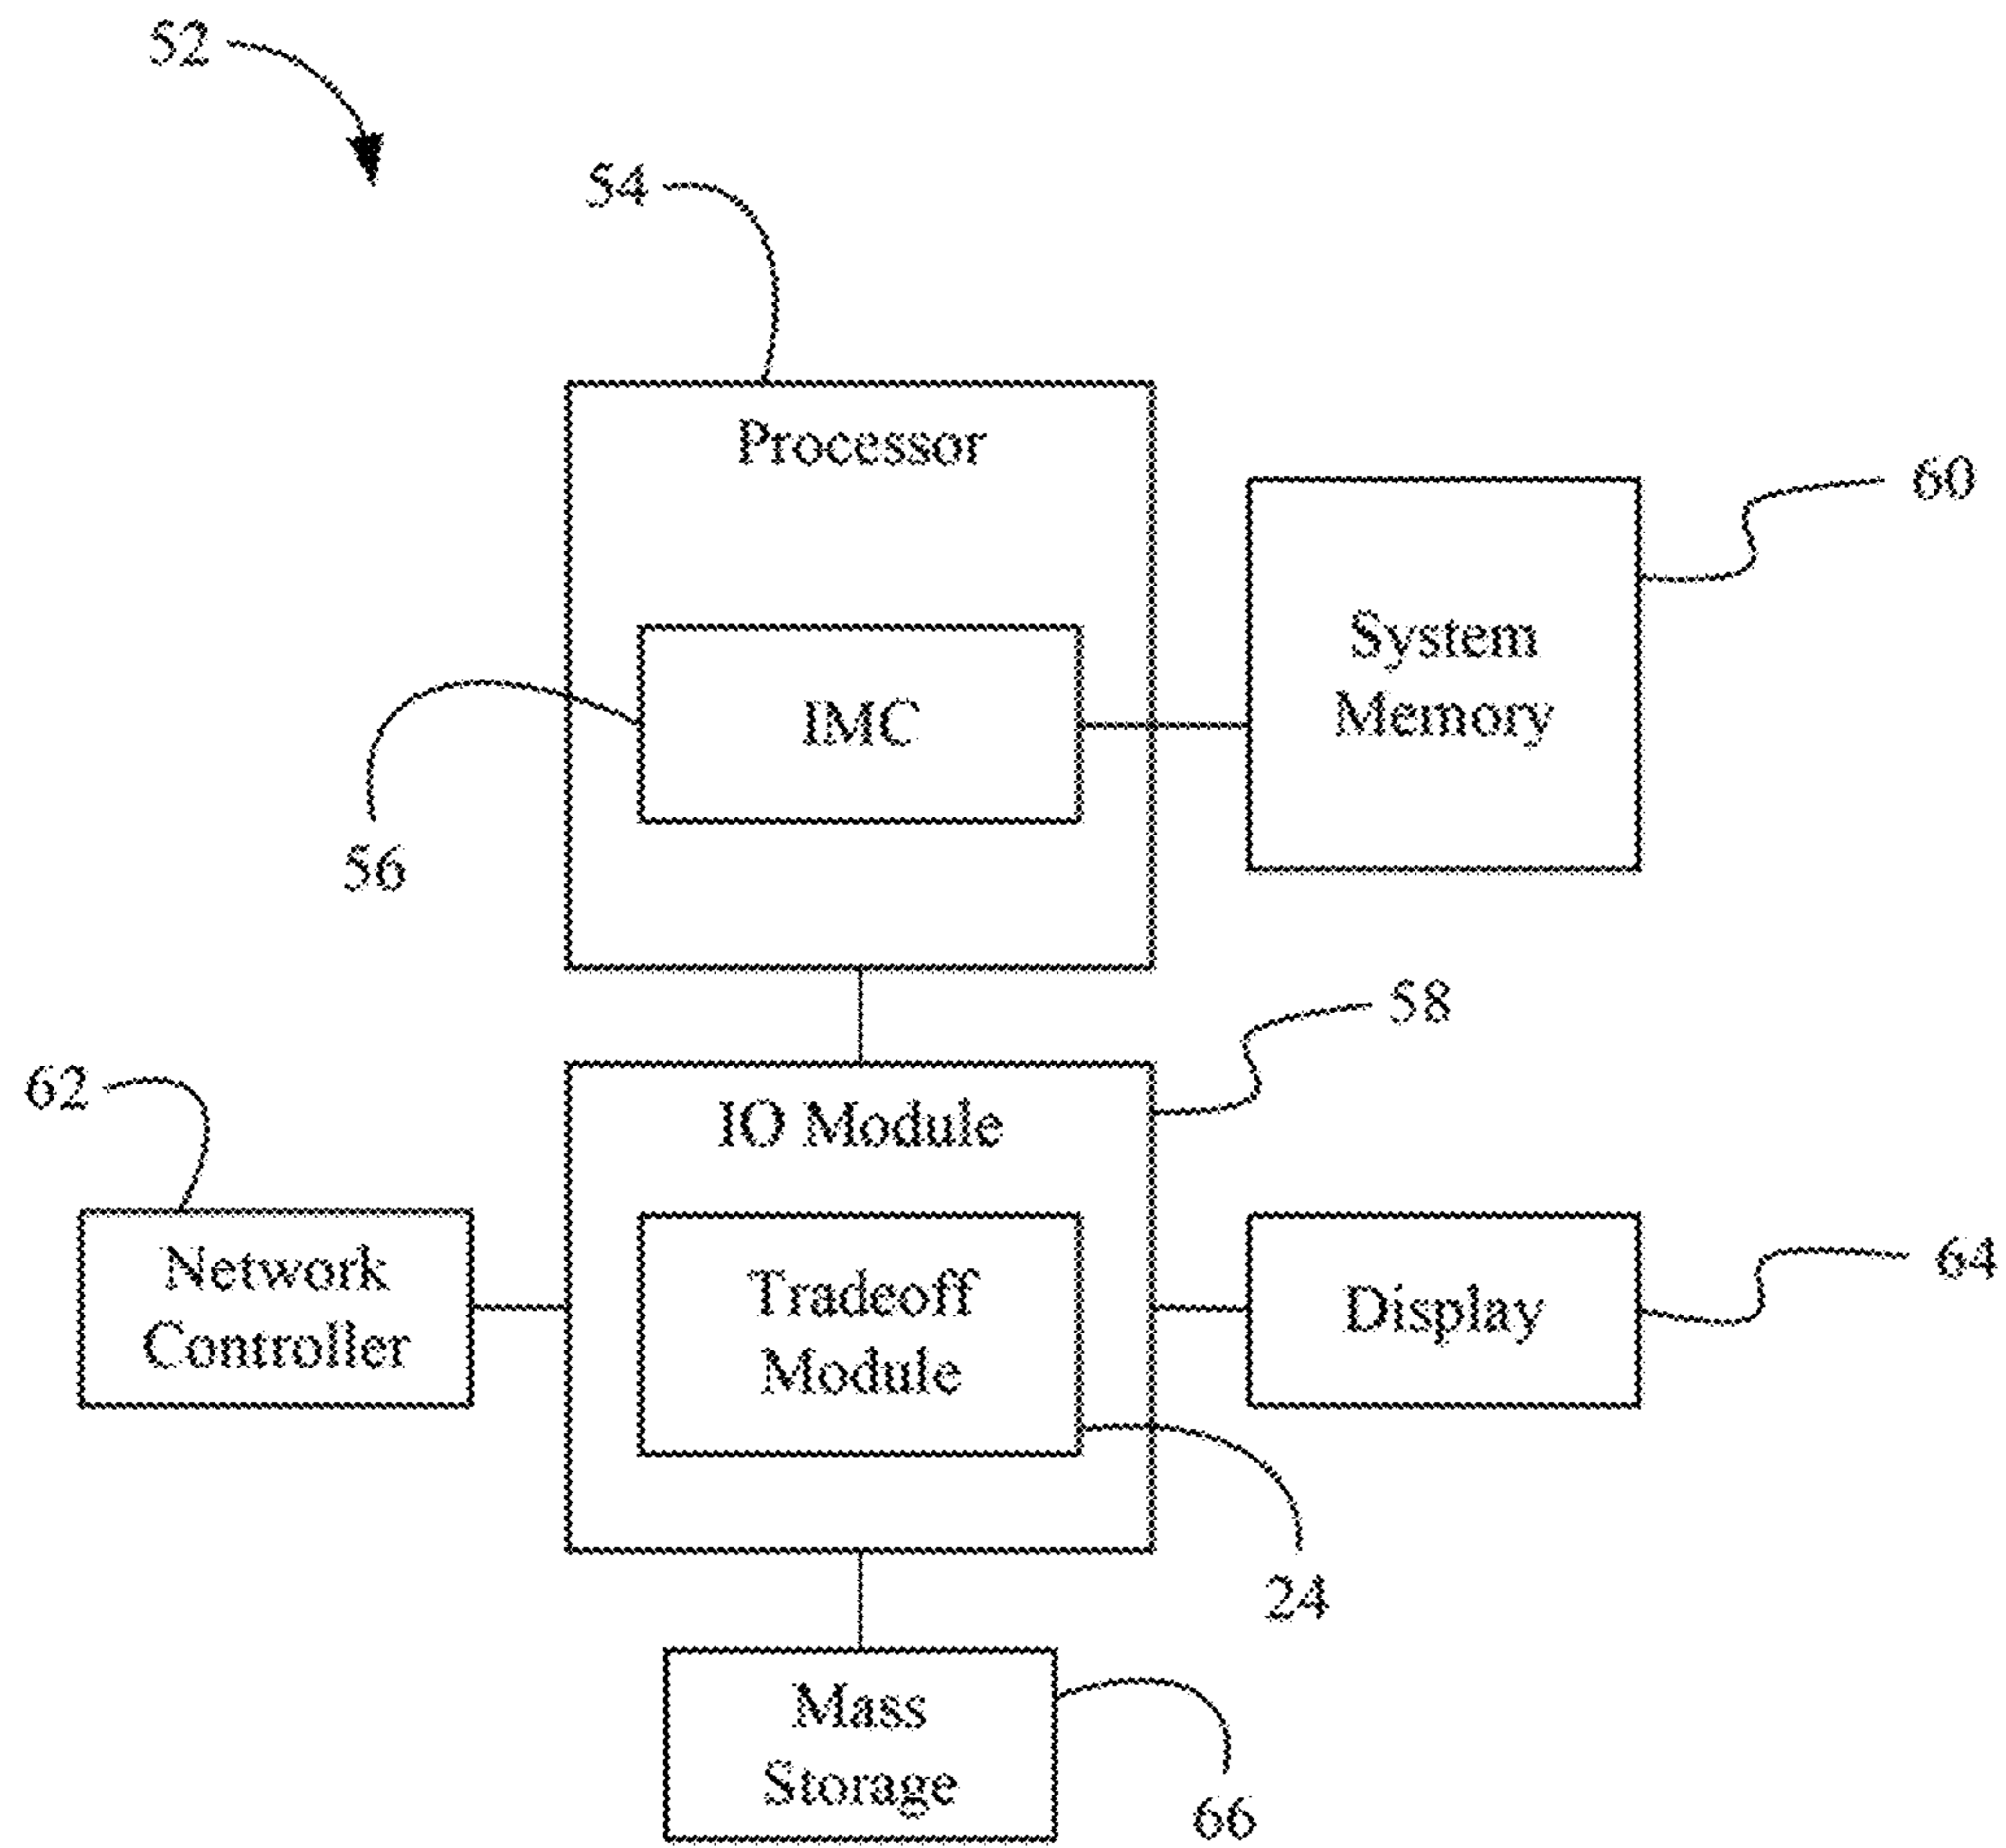 52
54
Processor
60
System
Memory
IMC
56
58
62
IO Module
Network
Controller
Tradeoff
Module
Display
64
24
Mass
Storage
66